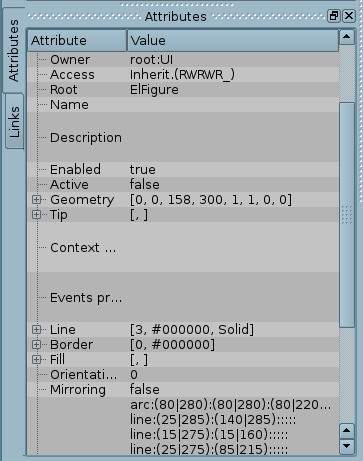 Attributes
Attributes
Links
Attribute Value
Owner root:UI
Access Inherit.(RWRWR_)
Root ElFigure
Name
Description
Enabled true
Active false
Geometry [0, 0, 158, 300, 1, 1, 0, 0]
Tip [, ]
Context ...
Events pr...
Line [3, #000000, Solid]
Border [0, #000000]
Fill [, ]
Orientati... 0
Mirroring false
arc:(80|280):(80|280):(80|220...
line:(25|285):(140|285):::::
line:(15|275):(15|160):::::
line:(25|275):(85|215):::::